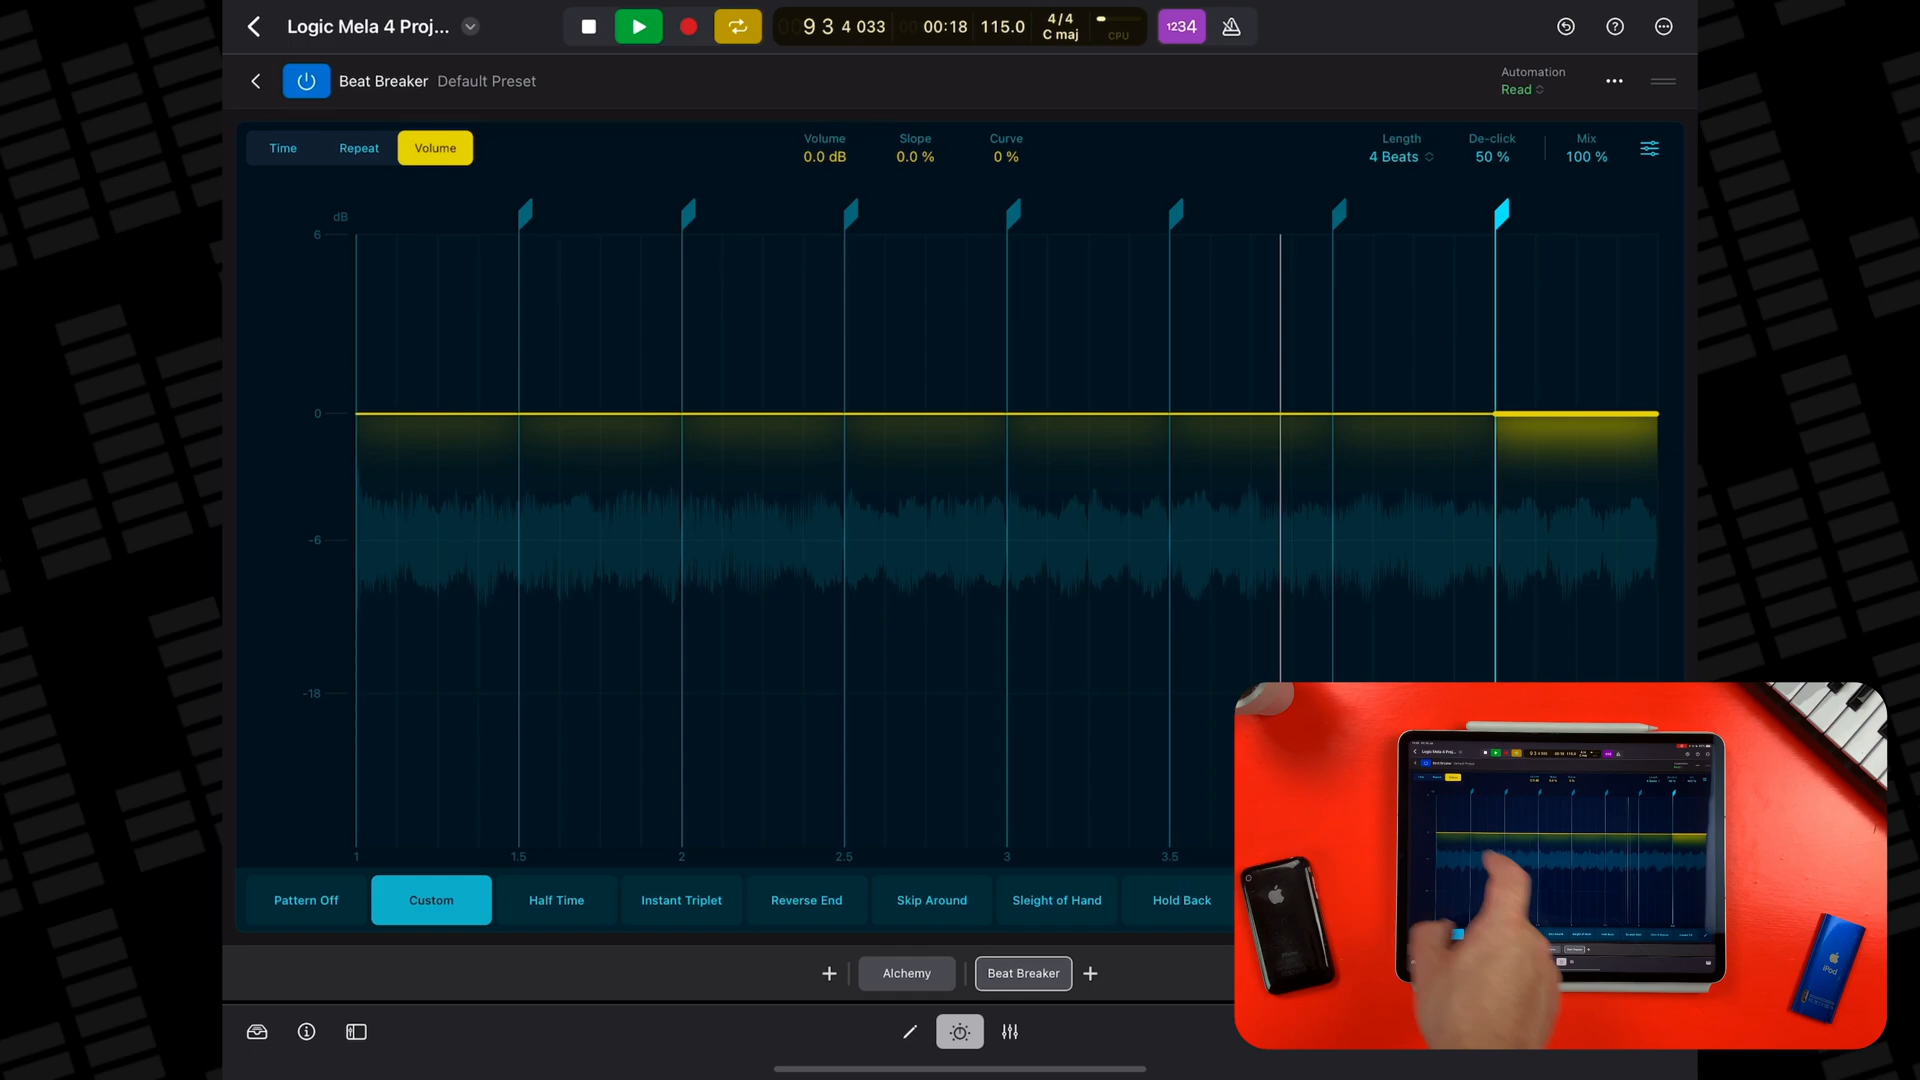 Logic Mela 4 Proj...
9 3 4 033
00:18
115.0
4/4
C maj
CPU
1234
Beat Breaker Default Preset
Automation
Read
Time
Repeat
Volume
Volume
0.0 dB
Slope
0.0 %
Curve
0 %
Length
4 Beats
De-click
50 %
Mix
100 %
dB
6
0
-6
-18
1
1.5
2
2.5
3
3.5
Pattern Off
Custom
Half Time
Instant Triplet
Reverse End
Skip Around
Sleight of Hand
Hold Back
+
Alchemy
Beat Breaker
+
iPod